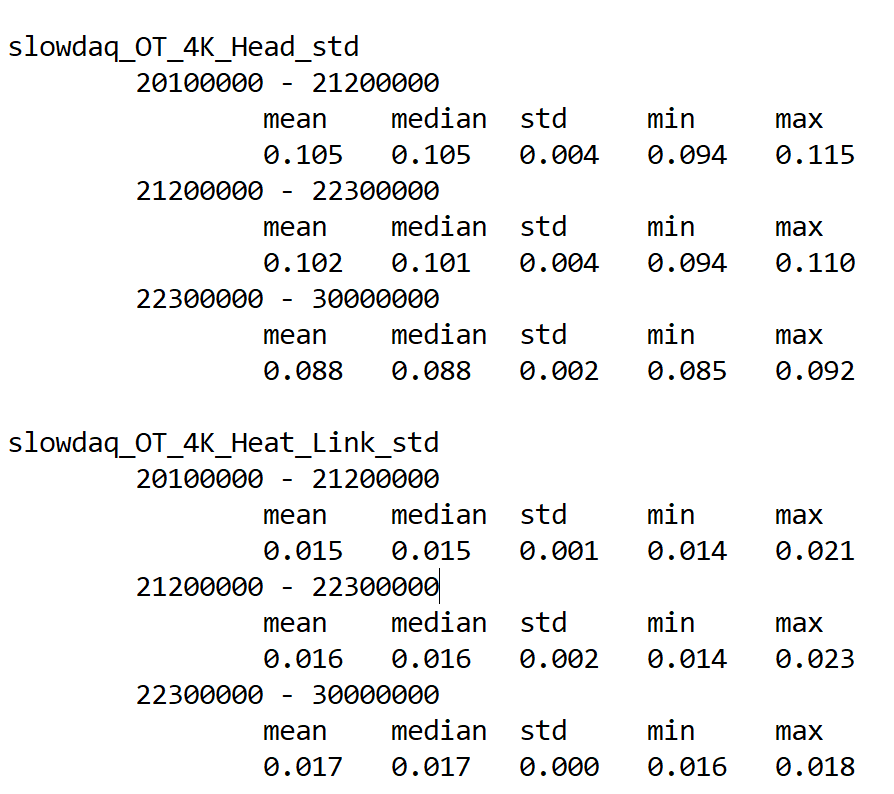 slowdaq_OT_4K_Head_std
20100000 - 21200000
mean median std min max
0.105 0.105 0.004 0.094 0.115
21200000 - 22300000
mean median std min max
0.102 0.101 0.004 0.094 0.110
22300000 - 30000000
mean median std min max
0.088 0.088 0.002 0.085 0.092
slowdaq_OT_4K_Heat_Link_std
20100000 - 21200000
mean median std min max
0.015 0.015 0.001 0.014 0.021
21200000 - 22300000
mean median std min max
0.016 0.016 0.002 0.014 0.023
22300000 - 30000000
mean median std min max
0.017 0.017 0.000 0.016 0.018